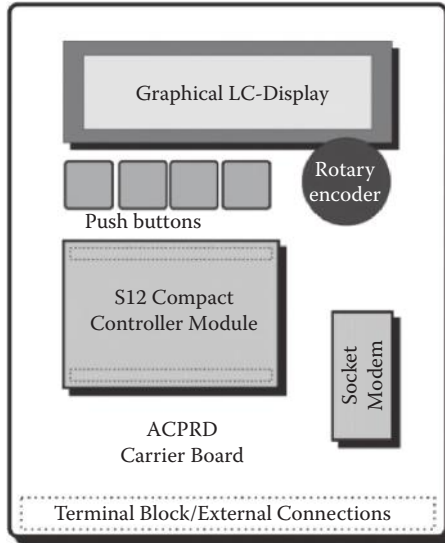 Graphical LC-Display
Rotary
encoder
Push buttons
S12 Compact
Controller Module
Socket
Modem
ACPRD
Carrier Board
Terminal Block/External Connections